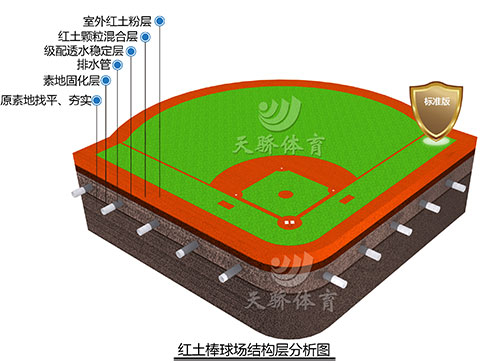 室外红土粉层
红土颗粒混合层
级配透水稳定层
排水管
素地固化层
原素地找平、夯实
标准版
天骄体育
天骄体育
红土棒球场结构层分析图